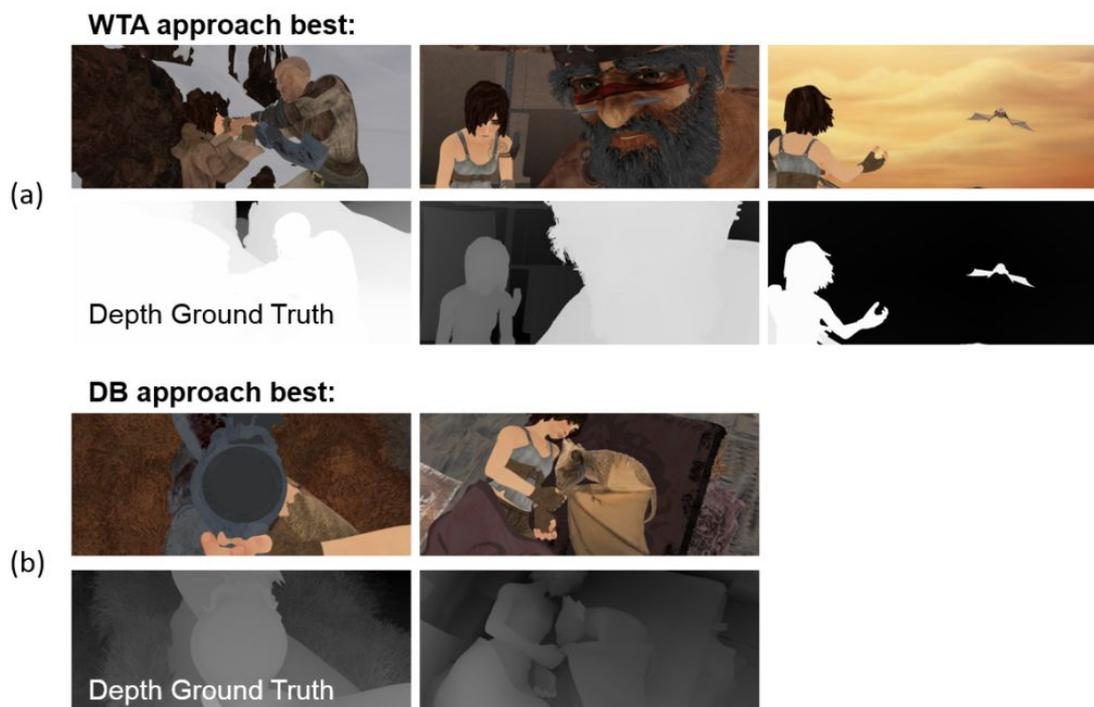 WTA approach best:
(a)
Depth Ground Truth
DB approach best:
(b)
Depth Ground Truth